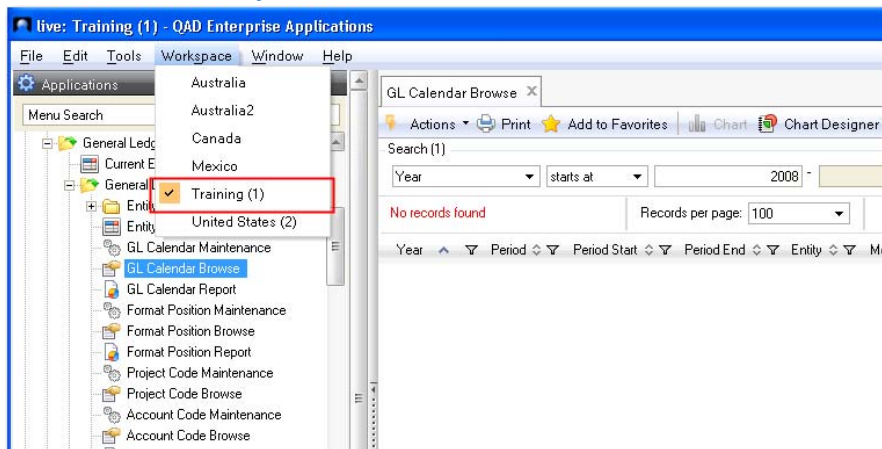 live: Training (1) - QAD Enterprise Applications
File Edit Tools Workspace Window Help
Applications
Menu Search
Australia
Australia2
Canada
Mexico
Training (1)
United States (2)
General Ledg
Current E
General L
Entit
Entity
GL Calendar Maintenance
GL Calendar Browse
GL Calendar Report
Format Position Maintenance
Format Position Browse
Format Position Report
Project Code Maintenance
Project Code Browse
Account Code Maintenance
Account Code Browse
GL Calendar Browse X
Actions Print Add to Favorites Chart Chart Designer
Search (1)
Year starts at 2008 -
No records found Records per page: 100
Year Period Period Start Period End Entity M